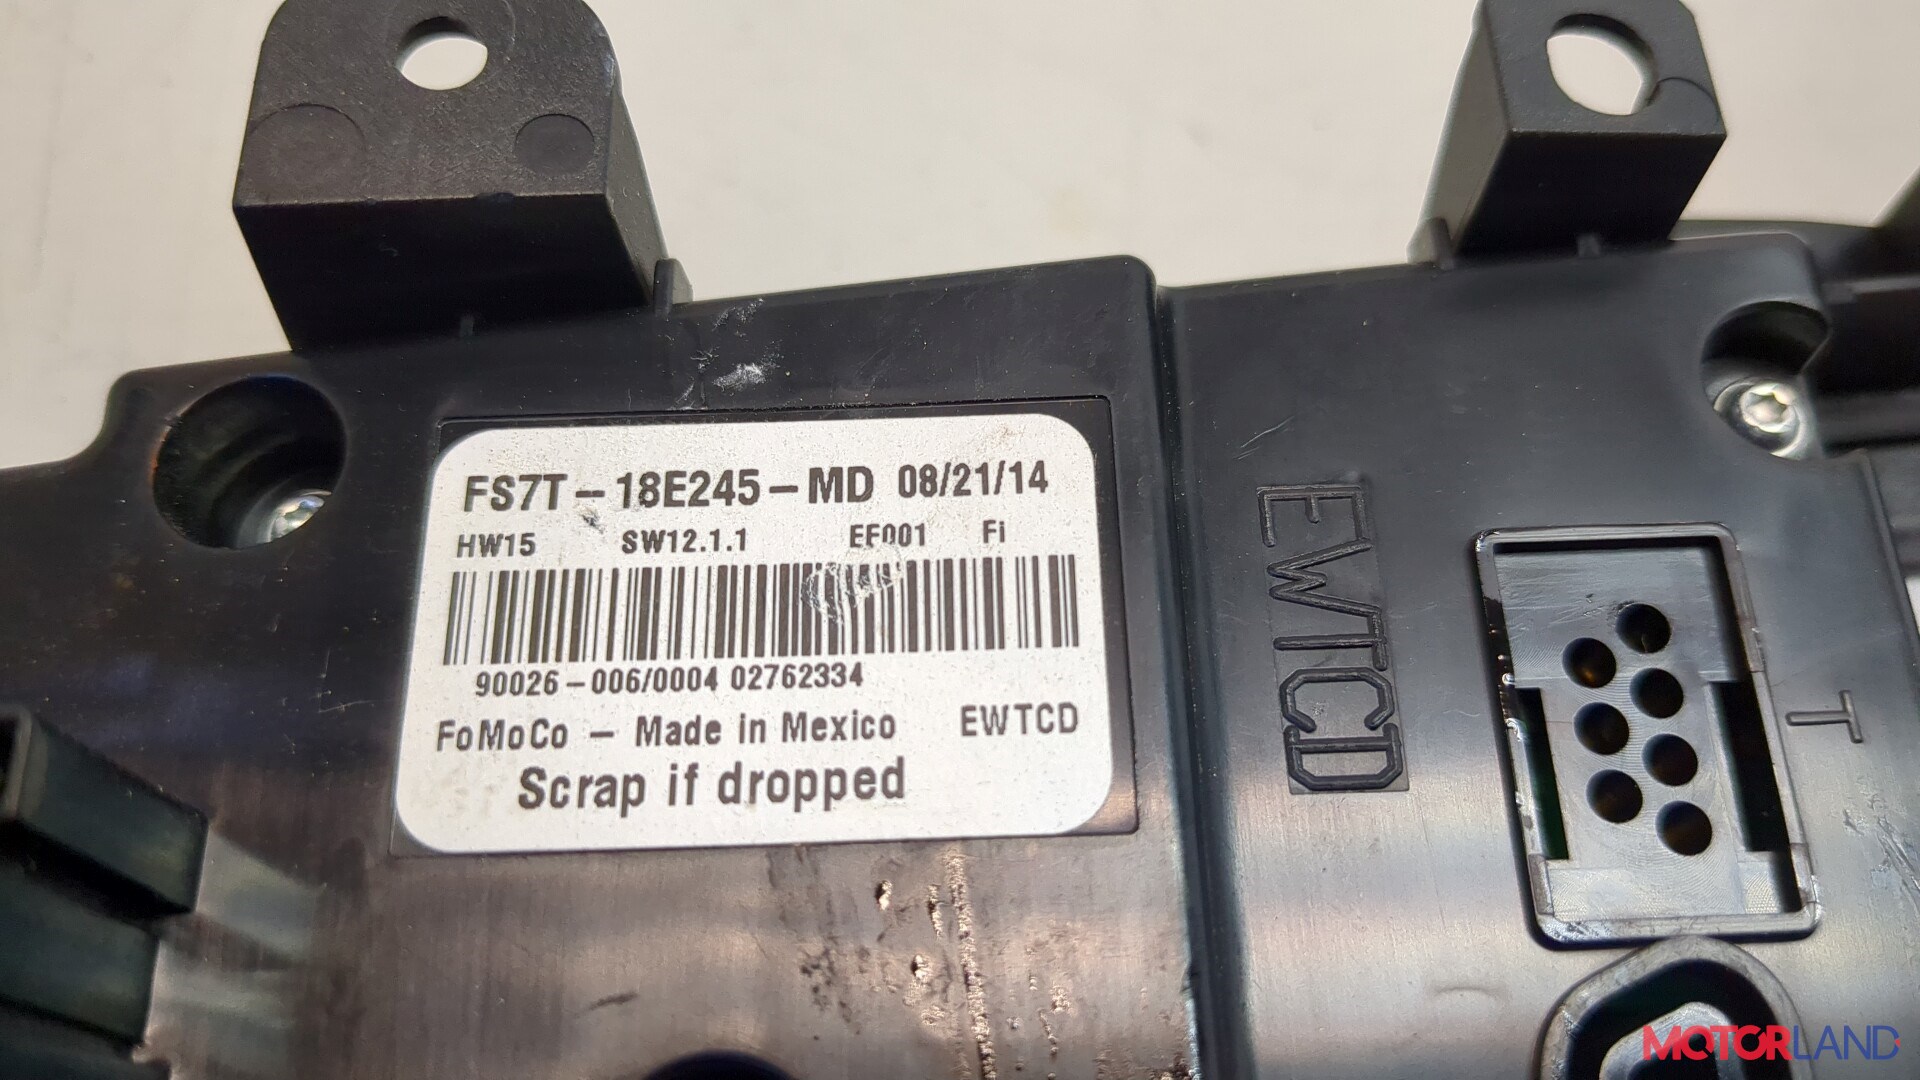 FS7T-18E245-MD 08/21/14
HW15 SW12.1.1 EF001 Fi
90026-006/0004 02762334
FoMoCo - Made in Mexico EWTCD
Scrap if dropped
EWTCD
T
MOTORLAND